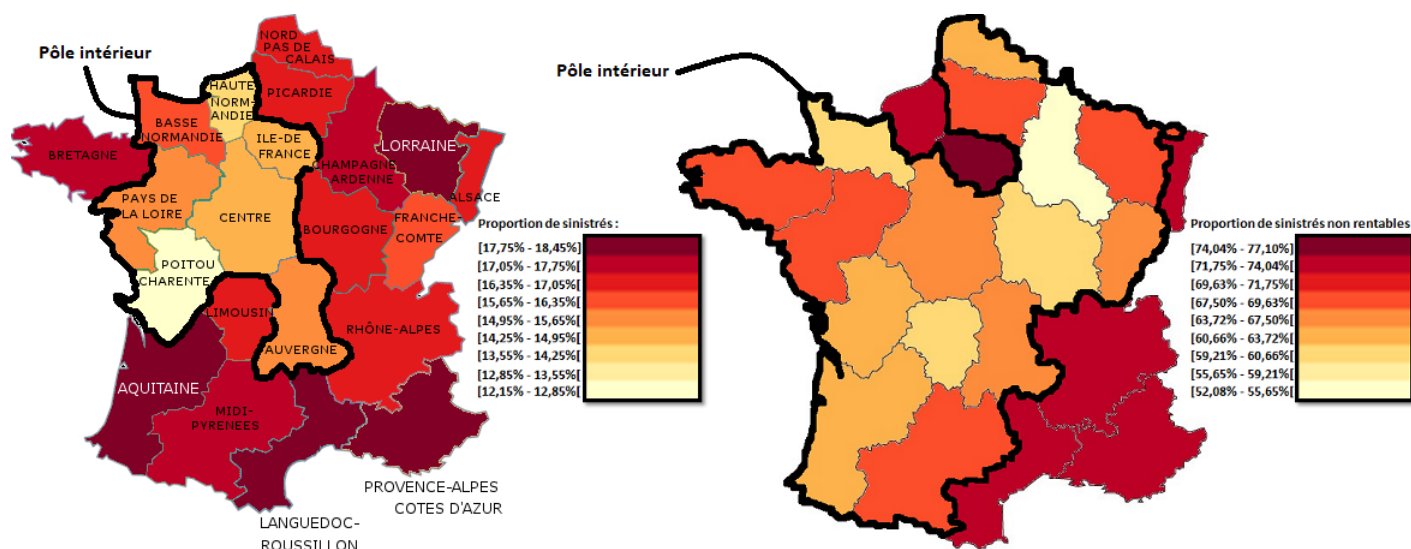 Pôle intérieur
NORD
PAS DE
CALAIS
PICARDIE
HAUTE
NORM-
ANDIE
BASSE
NORMANDIE
ILE-DE
FRANCE
BRETAGNE
LORRAINE
CHAMPAGNE
ARDENNE
ALSACE
PAYS DE
LA LOIRE
CENTRE
BOURGOGNE
FRANCHE-
COMTE
POITOU
CHARENTE
LIMOUSIN
AUVERGNE
RHÔNE-ALPES
AQUITAINE
MIDI-
PYRENEES
PROVENCE-ALPES
COTES D'AZUR
LANGUEDOC-
ROUSSILLON
Proportion de sinistrés :
[17,75% - 18,45%]
[17,05% - 17,75%[
[16,35% - 17,05%[
[15,65% - 16,35%[
[14,95% - 15,65%[
[14,25% - 14,95%[
[13,55% - 14,25%[
[12,85% - 13,55%[
[12,15% - 12,85%[
Pôle intérieur
Proportion de sinistrés non rentables
[74,04% - 77,10%]
[71,75% - 74,04%[
[69,63% - 71,75%[
[67,50% - 69,63%[
[63,72% - 67,50%[
[60,66% - 63,72%[
[59,21% - 60,66%[
[55,65% - 59,21%[
[52,08% - 55,65%[